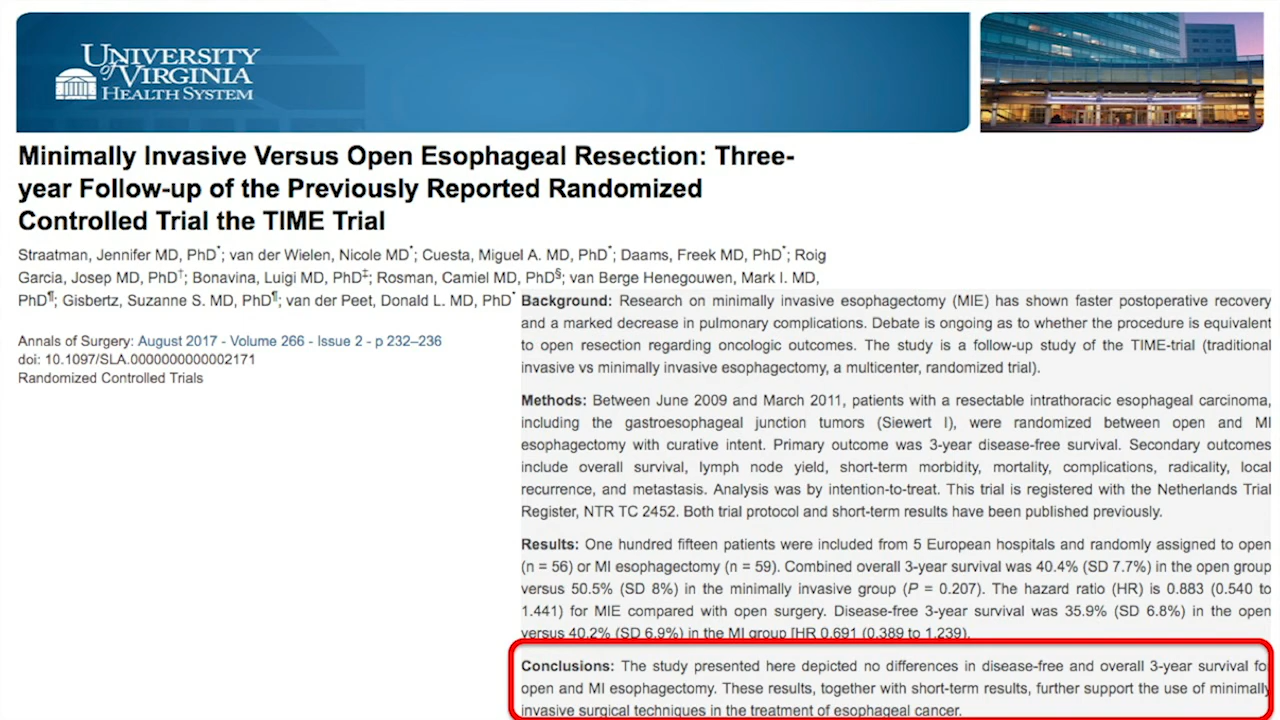 UNIVERSITY
of VIRGINIA
HEALTH SYSTEM
Minimally Invasive Versus Open Esophageal Resection: Three-
year Follow-up of the Previously Reported Randomized
Controlled Trial the TIME Trial
Straatman, Jennifer MD, PhD*; van der Wielen, Nicole MD*; Cuesta, Miguel A. MD, PhD*; Daams, Freek MD, PhD*; Roig
Garcia, Josep MD, PhD†; Bonavina, Luigi MD, PhD‡; Rosman, Camiel MD, PhD§; van Berge Henegouwen, Mark I. MD,
PhD¶; Gisbertz, Suzanne S. MD, PhD¶; van der Peet, Donald L. MD, PhD*
Annals of Surgery: August 2017 - Volume 266 - Issue 2 - p 232–236
doi: 10.1097/SLA.0000000000002171
Randomized Controlled Trials
Background: Research on minimally invasive esophagectomy (MIE) has shown faster postoperative recovery
and a marked decrease in pulmonary complications. Debate is ongoing as to whether the procedure is equivalent
to open resection regarding oncologic outcomes. The study is a follow-up study of the TIME-trial (traditional
invasive vs minimally invasive esophagectomy, a multicenter, randomized trial).
Methods: Between June 2009 and March 2011, patients with a resectable intrathoracic esophageal carcinoma,
including the gastroesophageal junction tumors (Siewert I), were randomized between open and MI
esophagectomy with curative intent. Primary outcome was 3-year disease-free survival. Secondary outcomes
include overall survival, lymph node yield, short-term morbidity, mortality, complications, radicality, local
recurrence, and metastasis. Analysis was by intention-to-treat. This trial is registered with the Netherlands Trial
Register, NTR TC 2452. Both trial protocol and short-term results have been published previously.
Results: One hundred fifteen patients were included from 5 European hospitals and randomly assigned to open
(n = 56) or MI esophagectomy (n = 59). Combined overall 3-year survival was 40.4% (SD 7.7%) in the open group
versus 50.5% (SD 8%) in the minimally invasive group (P = 0.207). The hazard ratio (HR) is 0.883 (0.540 to
1.441) for MIE compared with open surgery. Disease-free 3-year survival was 35.9% (SD 6.8%) in the open
versus 40.2% (SD 6.9%) in the MI group [HR 0.691 (0.389 to 1.239).
Conclusions: The study presented here depicted no differences in disease-free and overall 3-year survival for
open and MI esophagectomy. These results, together with short-term results, further support the use of minimally
invasive surgical techniques in the treatment of esophageal cancer.